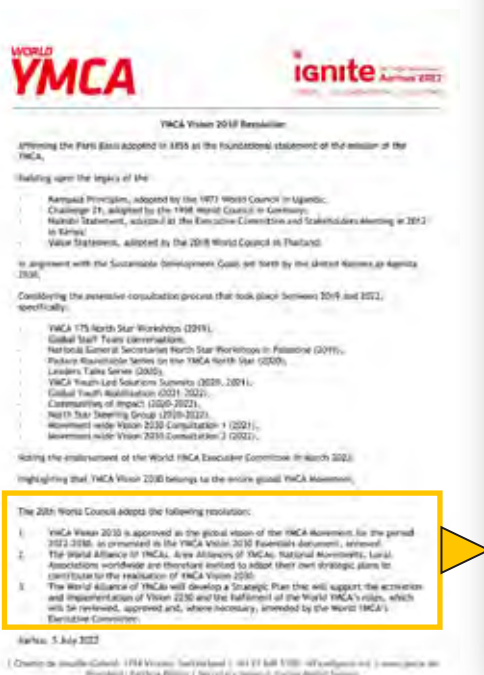 WORLD
YMCA
ignite Aarhus 2022
YMCA Vision 2030 Resolution
Affirming the Paris Basis adopted in 1855 as the foundational statement of the mission of the
YMCA,
Building upon the legacy of the
Kampala Principles, adopted by the 1973 World Council in Uganda;
Challenge 21, adopted by the 1998 World Council in Germany;
Nairobi Statement, adopted at the Executive Committee and Stakeholders Meeting in 2012
in Kenya;
Value Statement, adopted by the 2018 World Council in Thailand;
In alignment with the Sustainable Development Goals set forth by the United Nations as Agenda
2030,
Considering the extensive consultation process that took place between 2019 and 2022,
specifically:
YMCA 175 North Star Workshops (2019),
Global Staff Team conversations,
National General Secretaries North Star Workshops in Palestine (2019),
Roundtable Series on the YMCA North Star (2020),
Leaders Talks Series (2020),
YMCA Youth-Led Solutions Summits (2020, 2021),
Global Youth Mobilisation (2021-2022),
Communities of Impact (2020-2022),
North Star Steering Group (2020-2022),
Movement-wide Vision 2030 Consultation 1 (2021),
Movement-wide Vision 2030 Consultation 2 (2022),
Noting the endorsement of the World YMCA Executive Committee in March 2022
Highlighting that YMCA Vision 2030 belongs to the entire global YMCA Movement,
The 20th World Council adopts the following resolution:
1 YMCA Vision 2030 is approved as the global vision of the YMCA Movement for the period
2022-2030, as presented in the YMCA Vision 2030 Essentials document, annexed.
2 The World Alliance of YMCAs, Area Alliances of YMCAs, National Movements, Local
Associations worldwide are therefore invited to adapt their own strategic plans to
contribute to the realisation of YMCA Vision 2030.
3 The World Alliance of YMCAs will develop a Strategic Plan that will support the activation
and implementation of Vision 2030 and the fulfilment of the World YMCA's roles, which
will be reviewed, approved and, where necessary, amended by the World YMCA's
Executive Committee.
Aarhus, 5 July 2022